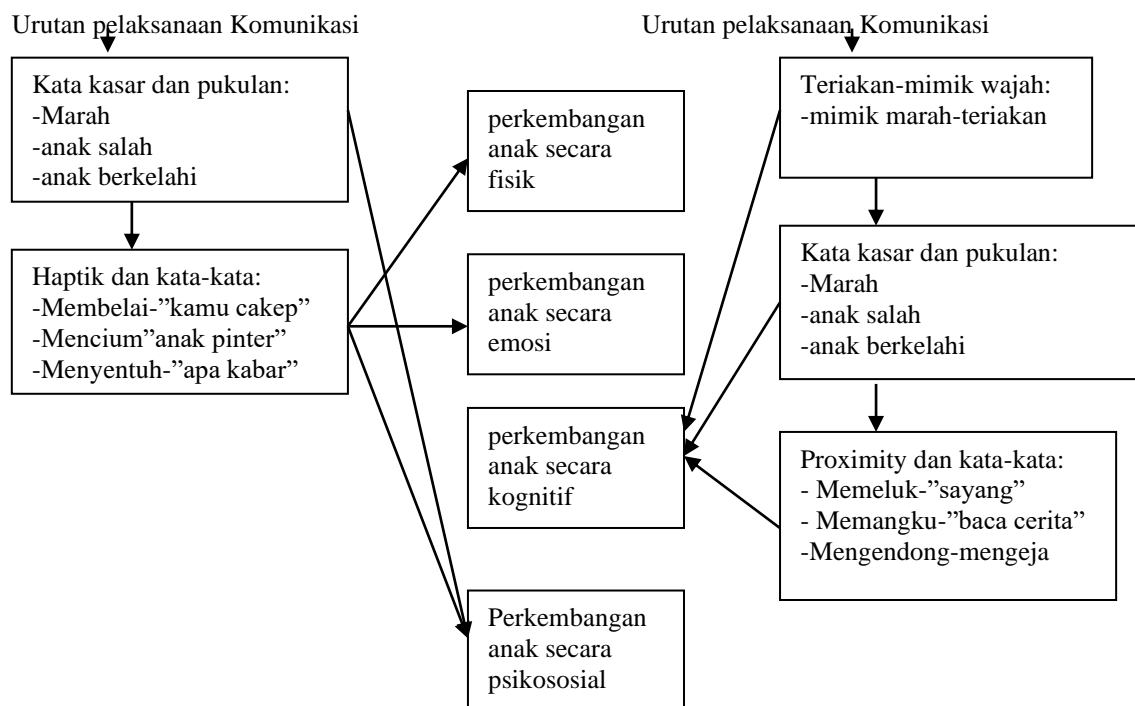 Urutan pelaksanaan Komunikasi
Kata kasar dan pukulan:
-Marah
-anak salah
-anak berkelahi
Haptik dan kata-kata:
-Membelai-”kamu cakep”
-Mencium”anak pinter”
-Menyentuh-”apa kabar”
perkembangan
anak secara
fisik
perkembangan
anak secara
emosi
perkembangan
anak secara
kognitif
Perkembangan
anak secara
psikososial
Urutan pelaksanaan Komunikasi
Teriakan-mimik wajah:
-mimik marah-teriakan
Kata kasar dan pukulan:
-Marah
-anak salah
-anak berkelahi
Proximity dan kata-kata:
- Memeluk-”sayang”
- Memangku-”baca cerita”
-Mengendong-mengeja